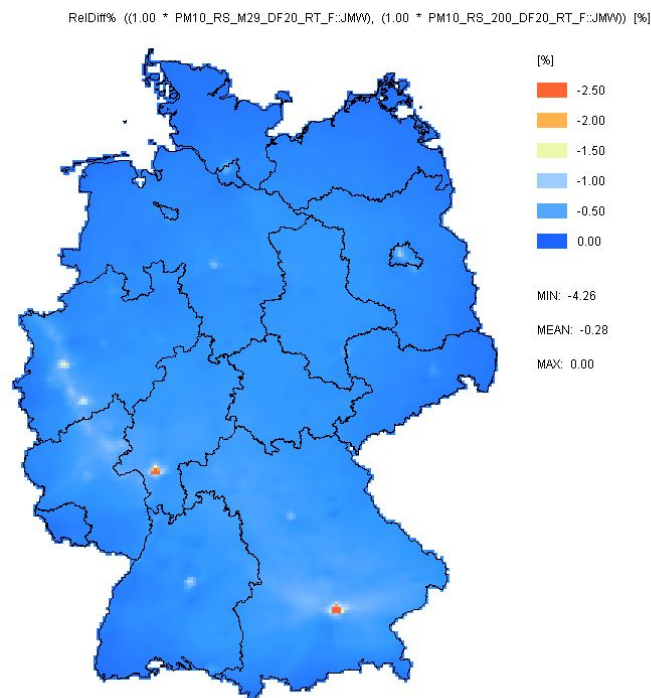 RelDiff% ((1.00 * PM10_RS_M29_DF20_RT_F::JMW), (1.00 * PM10_RS_200_DF20_RT_F::JMW)) [%]
[%]
-2.50
-2.00
-1.50
-1.00
-0.50
0.00
MIN: -4.26
MEAN: -0.28
MAX: 0.00